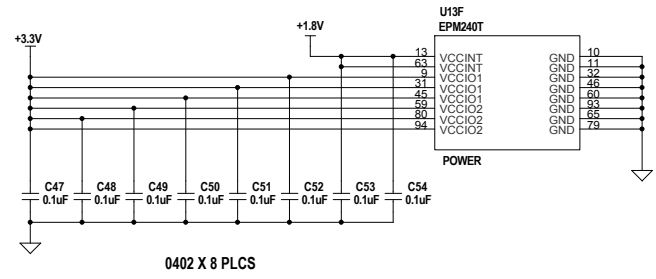 U13F
EPM240T
+1.8V
+3.3V
13 VCCINT GND 10
63 VCCINT GND 11
9 VCCIO1 GND 32
31 VCCIO1 GND 46
45 VCCIO1 GND 60
59 VCCIO2 GND 93
80 VCCIO2 GND 65
94 VCCIO2 GND 79
POWER
C47 C48 C49 C50 C51 C52 C53 C54
0.1uF 0.1uF 0.1uF 0.1uF 0.1uF 0.1uF 0.1uF 0.1uF
0402 X 8 PLCS